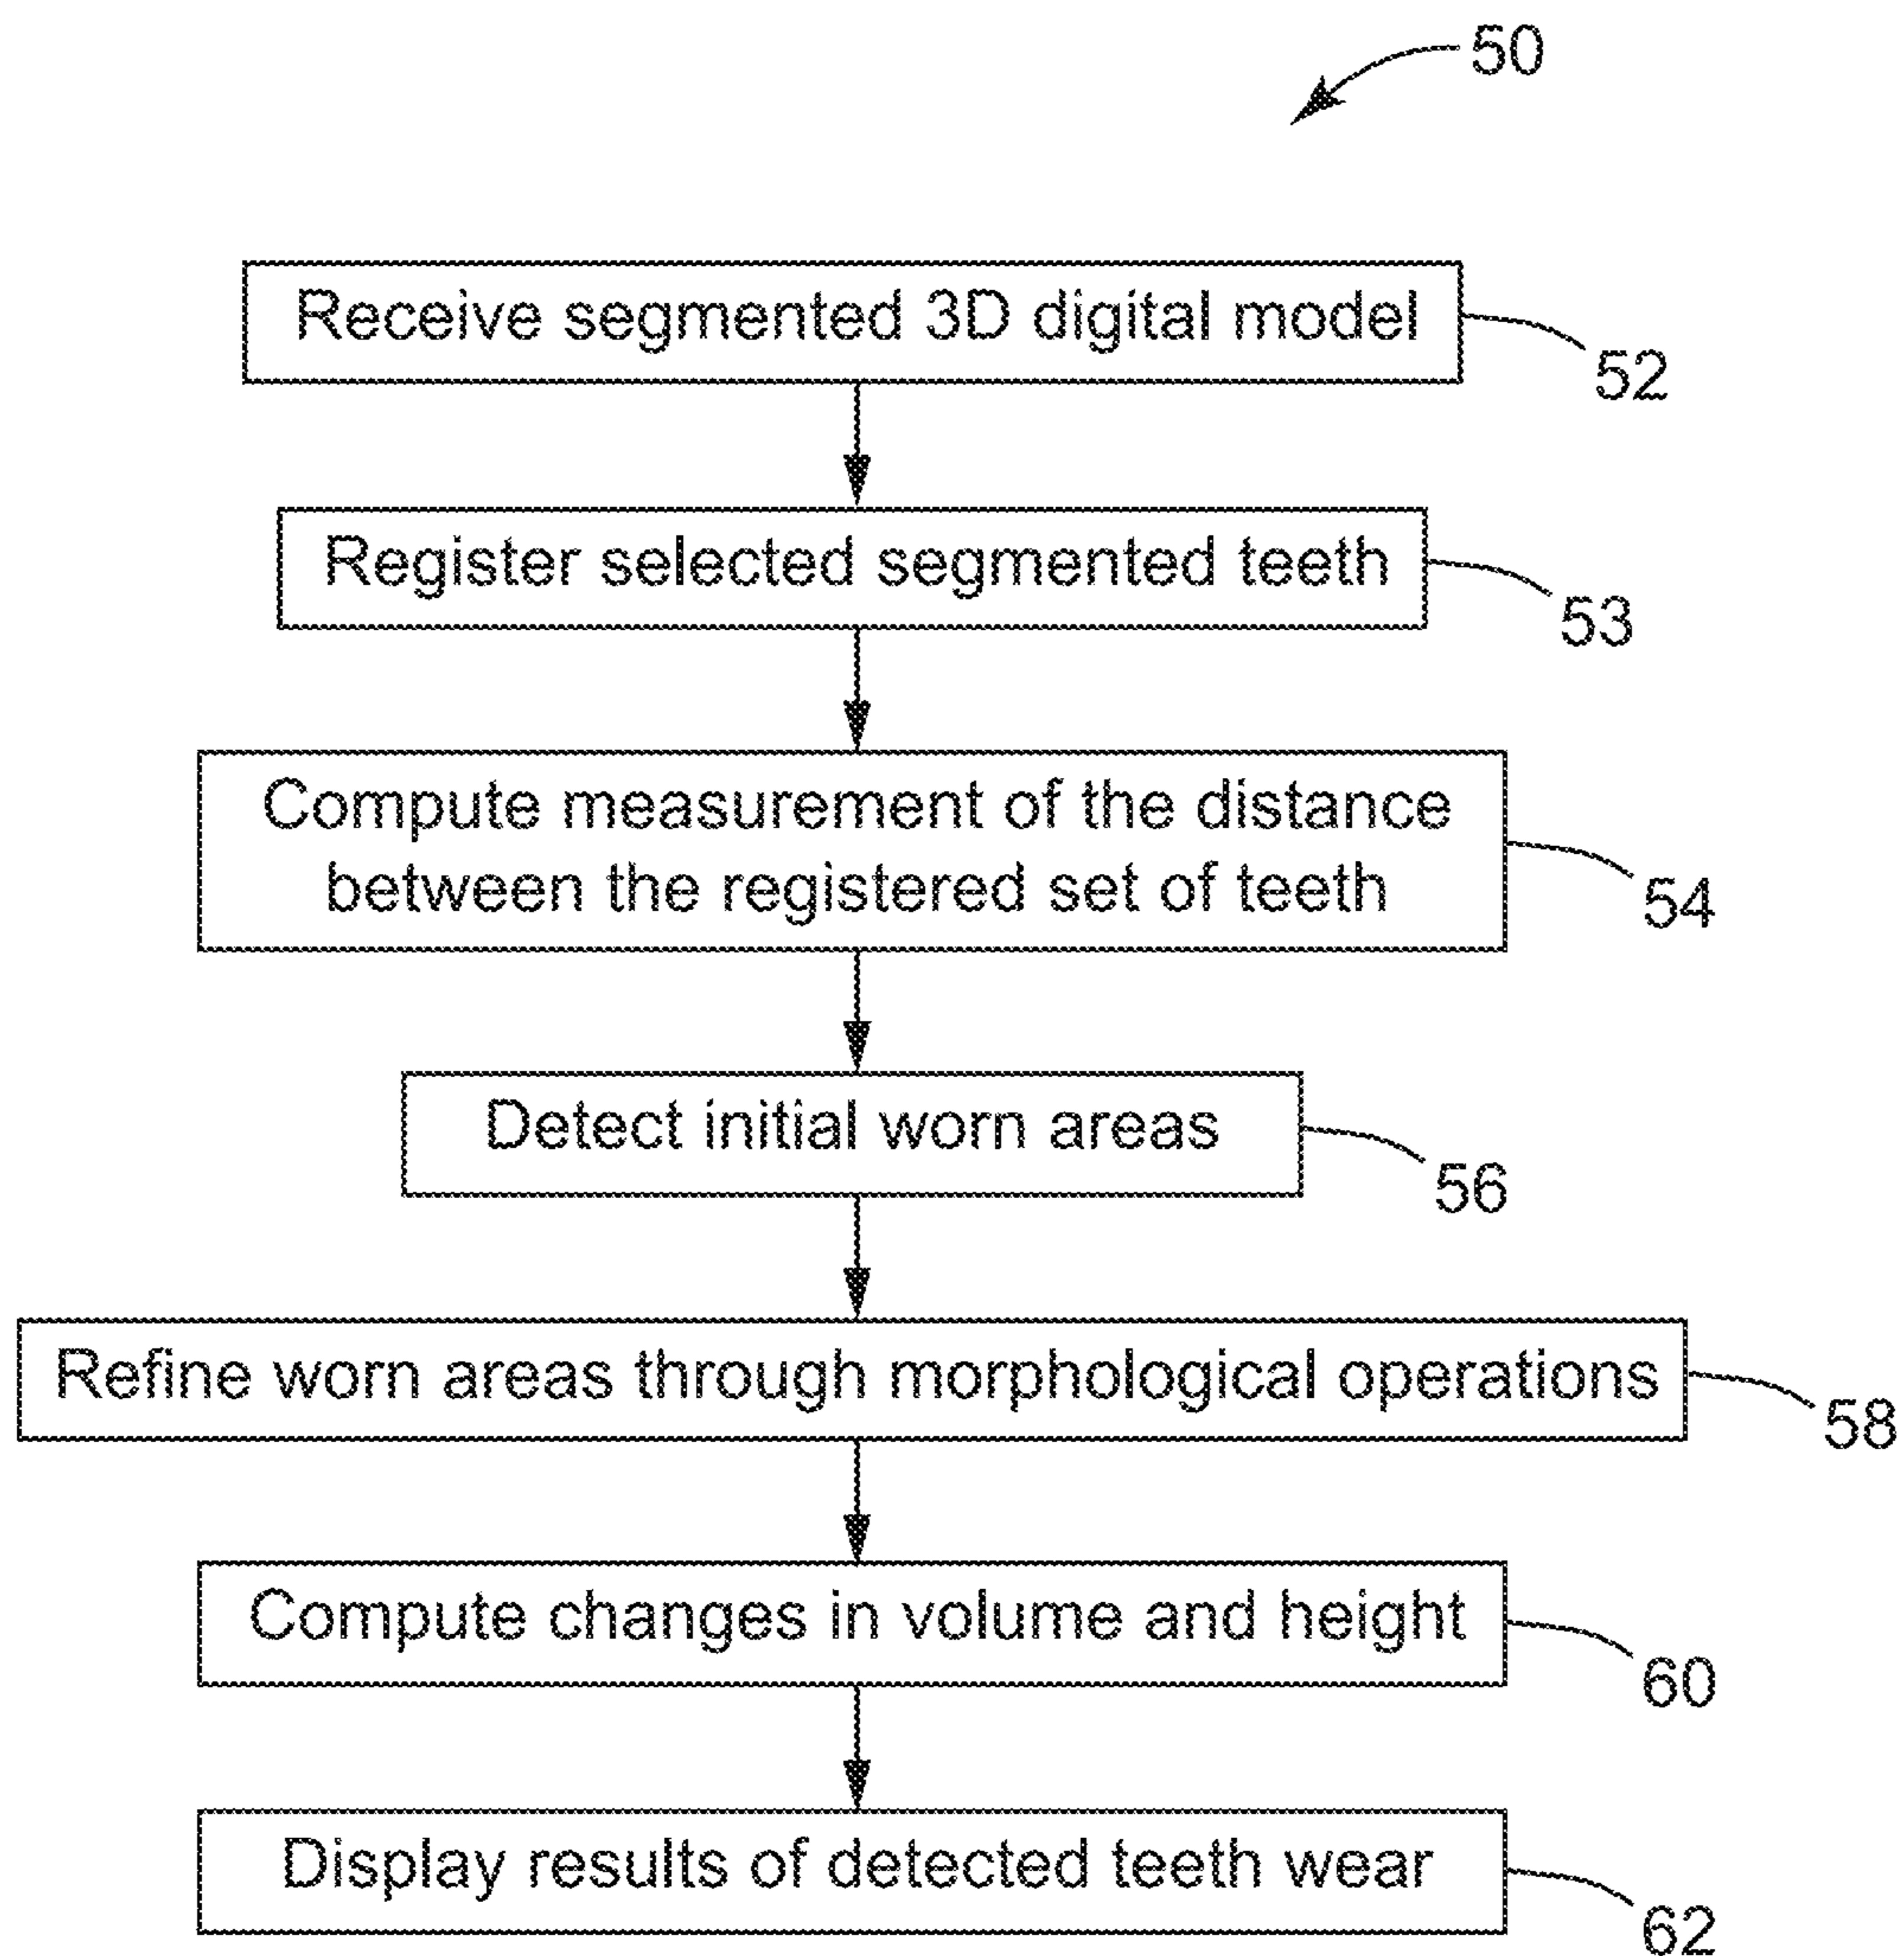 50
Receive segmented 3D digital model
52
Register selected segmented teeth
53
Compute measurement of the distance
between the registered set of teeth
54
Detect initial worn areas
56
Refine worn areas through morphological operations
58
Compute changes in volume and height
60
Display results of detected teeth wear
62